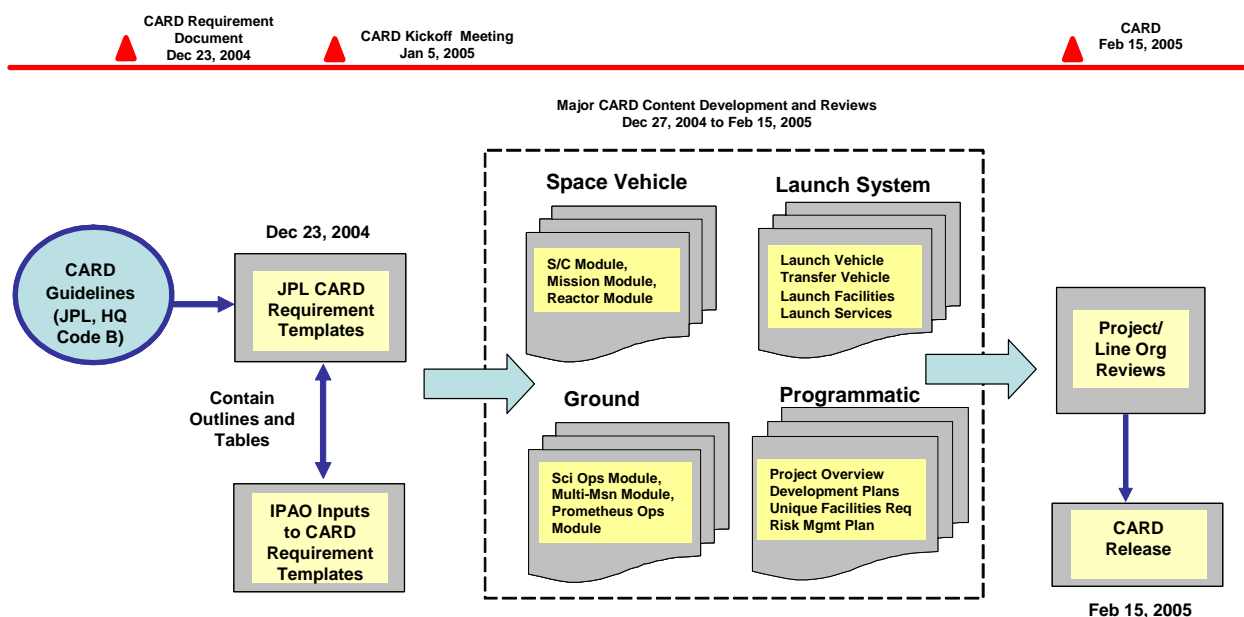 CARD Requirement
Document
Dec 23, 2004
CARD Kickoff Meeting
Jan 5, 2005
CARD
Feb 15, 2005
Major CARD Content Development and Reviews
Dec 27, 2004 to Feb 15, 2005
CARD
Guidelines
(JPL, HQ
Code B)
Dec 23, 2004
JPL CARD
Requirement
Templates
Contain
Outlines and
Tables
IPAO Inputs
to CARD
Requirement
Templates
Space Vehicle
S/C Module,
Mission Module,
Reactor Module
Launch System
Launch Vehicle
Transfer Vehicle
Launch Facilities
Launch Services
Ground
Sci Ops Module,
Multi-Msn Module,
Prometheus Ops
Module
Programmatic
Project Overview
Development Plans
Unique Facilities Req
Risk Mgmt Plan
Project/
Line Org
Reviews
CARD
Release
Feb 15, 2005